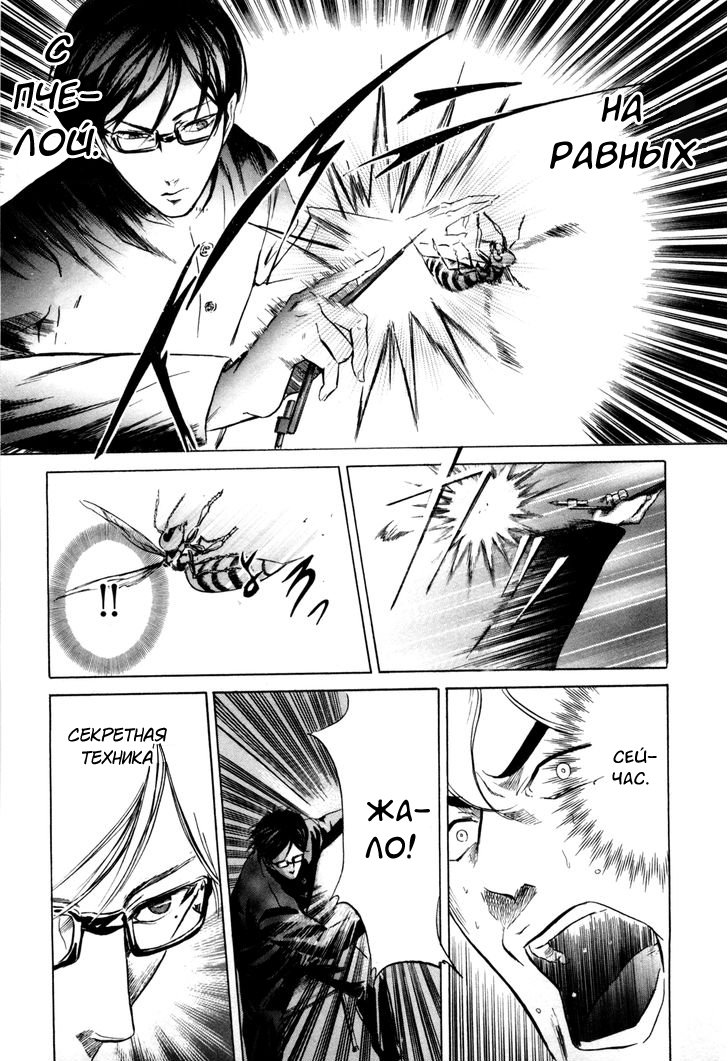 НА
РАВНЫХ
С
ПЧЕ-
ЛОЙ.
!!
СЕЙ-
ЧАС.
ЖА-
ЛО!
СЕКРЕТНАЯ
ТЕХНИКА